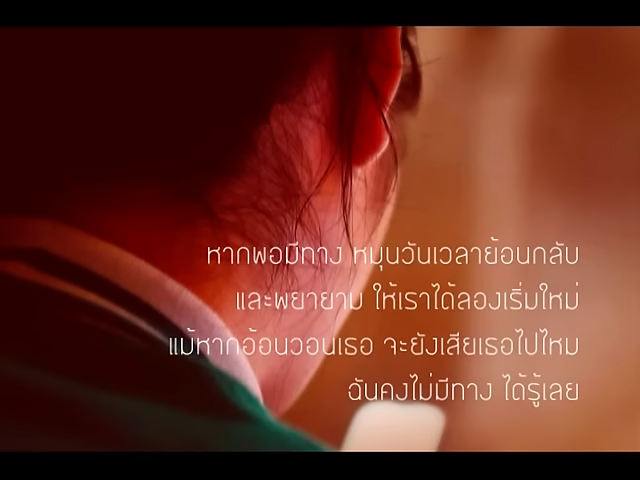 หากพอมีทาง หมุนวันเวลาย้อนกลับ
และพยายาม ให้เราได้ลองเริ่มใหม่
แม้หากอ้อนวอนเธอ จะยังเสียเธอไปไหม
ฉันคงไม่มีทาง ได้รู้เลย